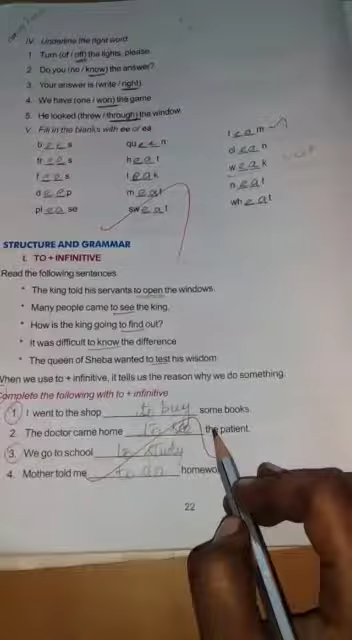 IV. Underline the right word
1. Turn (of / off) the lights, please.
2. Do you (no / know) the answer?
3. Your answer is (write / right).
4. We have (one / won) the game
5. He looked (threw / through) the window.
V. Fill in the blanks with ee or ea
b e e s queen team
tr e e s heat clean
f e e s leak weak
d e e p meat neat
pl ea se sweat wheat
STRUCTURE AND GRAMMAR
I. TO + INFINITIVE
Read the following sentences
* The king told his servants to open the windows.
* Many people came to see the king.
* How is the king going to find out?
* It was difficult to know the difference
* The queen of Sheba wanted to test his wisdom
When we use to + infinitive, it tells us the reason why we do something.
Complete the following with to + infinitive
1. I went to the shop to buy some books.
2. The doctor came home to see the patient.
3. We go to school to study
4. Mother told me to do homewo
22